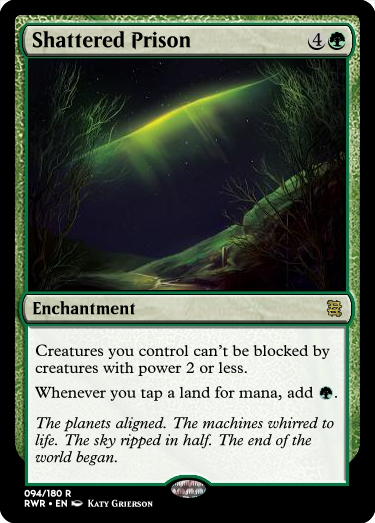 Shattered Prison 4
Enchantment
Creatures you control can't be blocked by
creatures with power 2 or less.
Whenever you tap a land for mana, add .
The planets aligned. The machines whirred to
life. The sky ripped in half. The end of the
world began.
094/180 R
RWR • EN Katy Grierson